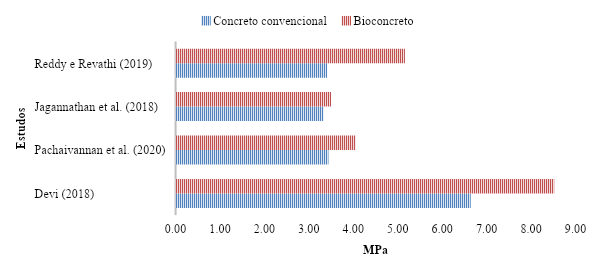 Concreto convencional Bioconcreto
Reddy e Revathi (2019)
Jagannathan et al. (2018)
Pachaivannan et al. (2020)
Devi (2018)
Estudos
0.00 1.00 2.00 3.00 4.00 5.00 6.00 7.00 8.00 9.00
MPa